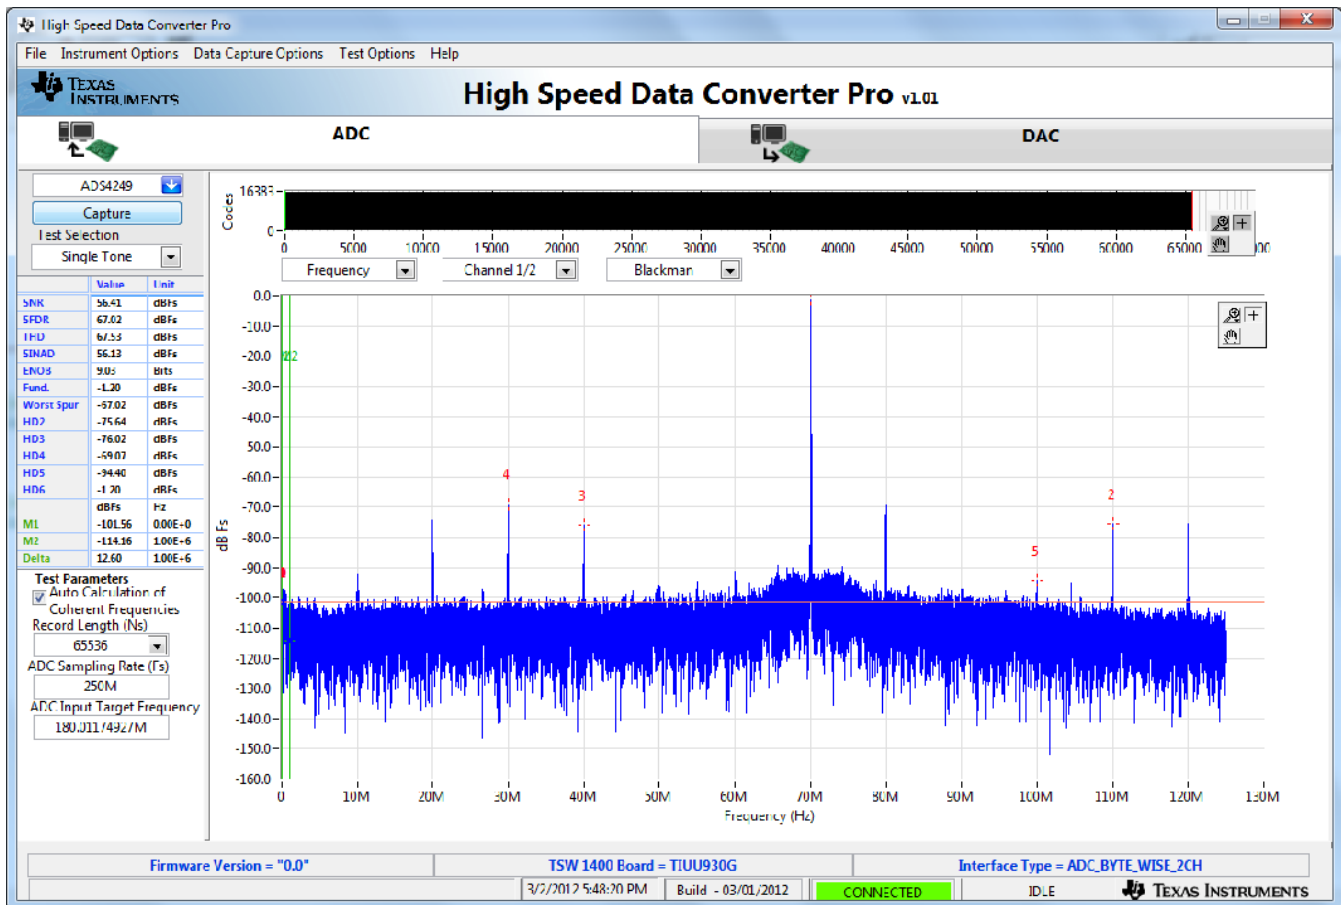 High Speed Data Converter Pro
File Instrument Options Data Capture Options Test Options Help
TEXAS INSTRUMENTS
High Speed Data Converter Pro v1.01
ADC
DAC
ADS4249
Capture
Test Selection
Single Tone
Value Unit
SNR 56.41 dBFs
SFDR 67.02 dBFs
THD 67.53 dBFs
SINAD 56.13 dBFs
ENOB 9.03 Bits
Fund. -1.20 dBFs
Worst Spur -67.02 dBFs
HD2 -75.64 dBFs
HD3 -76.02 dBFs
HD4 -69.07 dBFs
HD5 -94.40 dBFs
HD6 -1.20 dBFs
dBFs Hz
M1 -101.56 0.00E+0
M2 -114.16 1.00E+6
Delta 12.60 1.00E+6
Test Parameters
Auto Calculation of
Coherent Frequencies
Record Length (Ns)
65536
ADC Sampling Rate (Fs)
250M
ADC Input Target Frequency
180.01174927M
Codes
16383
0
0 5000 10000 15000 20000 25000 30000 35000 40000 45000 50000 55000 60000 65000
Frequency Channel 1/2 Blackman
dB Fs
0.0
-10.0
-20.0
-30.0
-40.0
50.0
-60.0
-70.0
-80.0
-90.0
-100.0
-110.0
-120.0
-130.0
-140.0
-150.0
-160.0
4
3
2
5
0 10M 20M 30M 40M 50M 60M 70M 80M 90M 100M 110M 120M 130M
Frequency (Hz)
Firmware Version = "0.0"
TSW 1400 Board = TIUU930G
Interface Type = ADC_BYTE_WISE_2CH
3/2/2012 5:48:20 PM
Build - 03/01/2012
CONNECTED
IDLE
TEXAS INSTRUMENTS